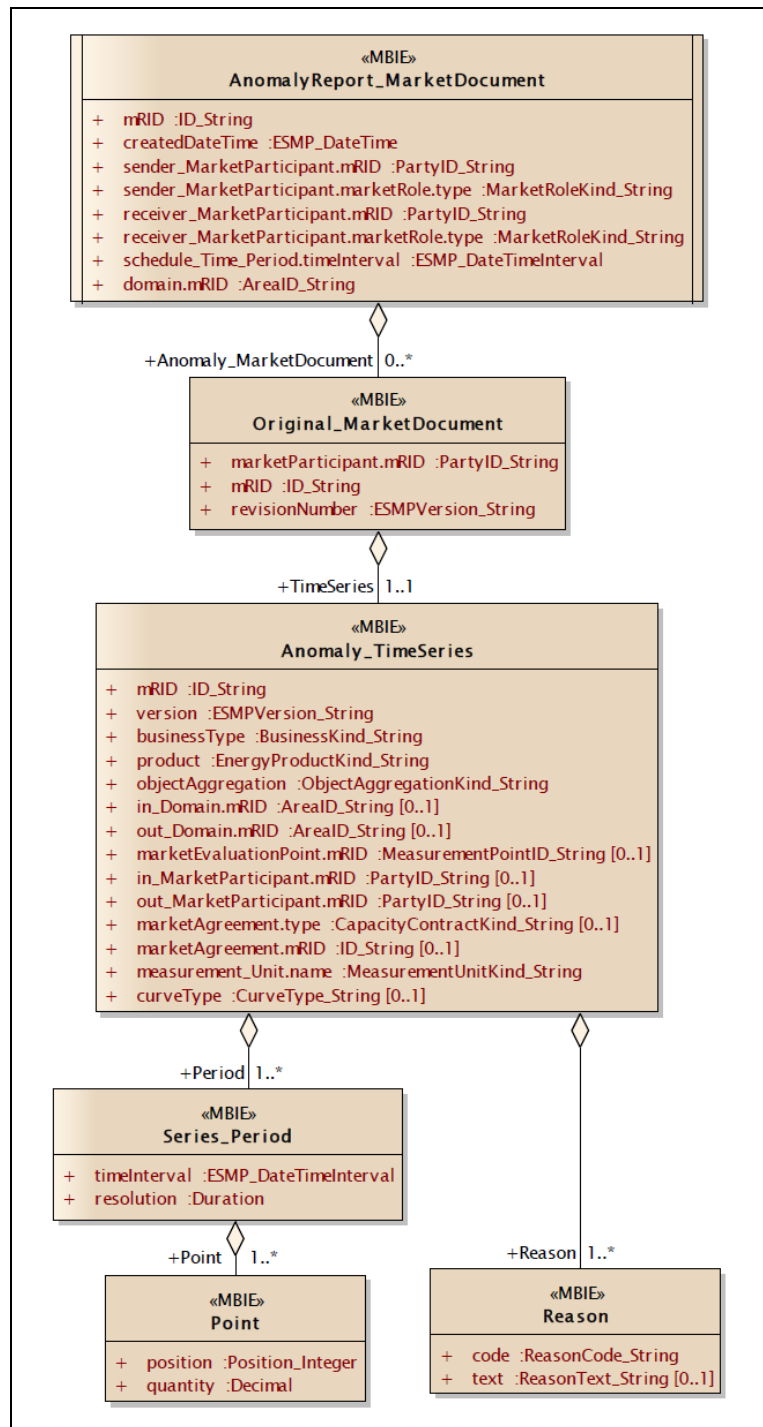 «MBIE»
AnomalyReport_MarketDocument
+ mRID :ID_String
+ createdDateTime :ESMP_DateTime
+ sender_MarketParticipant.mRID :PartyID_String
+ sender_MarketParticipant.marketRole.type :MarketRoleKind_String
+ receiver_MarketParticipant.mRID :PartyID_String
+ receiver_MarketParticipant.marketRole.type :MarketRoleKind_String
+ schedule_Time_Period.timeInterval :ESMP_DateTimeInterval
+ domain.mRID :AreaID_String
+Anomaly_MarketDocument 0..*
«MBIE»
Original_MarketDocument
+ marketParticipant.mRID :PartyID_String
+ mRID :ID_String
+ revisionNumber :ESMPVersion_String
+TimeSeries 1..1
«MBIE»
Anomaly_TimeSeries
+ mRID :ID_String
+ version :ESMPVersion_String
+ businessType :BusinessKind_String
+ product :EnergyProductKind_String
+ objectAggregation :ObjectAggregationKind_String
+ in_Domain.mRID :AreaID_String [0..1]
+ out_Domain.mRID :AreaID_String [0..1]
+ marketEvaluationPoint.mRID :MeasurementPointID_String [0..1]
+ in_MarketParticipant.mRID :PartyID_String [0..1]
+ out_MarketParticipant.mRID :PartyID_String [0..1]
+ marketAgreement.type :CapacityContractKind_String [0..1]
+ marketAgreement.mRID :ID_String [0..1]
+ measurement_Unit.name :MeasurementUnitKind_String
+ curveType :CurveType_String [0..1]
+Period 1..*
«MBIE»
Series_Period
+ timeInterval :ESMP_DateTimeInterval
+ resolution :Duration
+Point 1..*
«MBIE»
Point
+ position :Position_Integer
+ quantity :Decimal
+Reason 1..*
«MBIE»
Reason
+ code :ReasonCode_String
+ text :ReasonText_String [0..1]